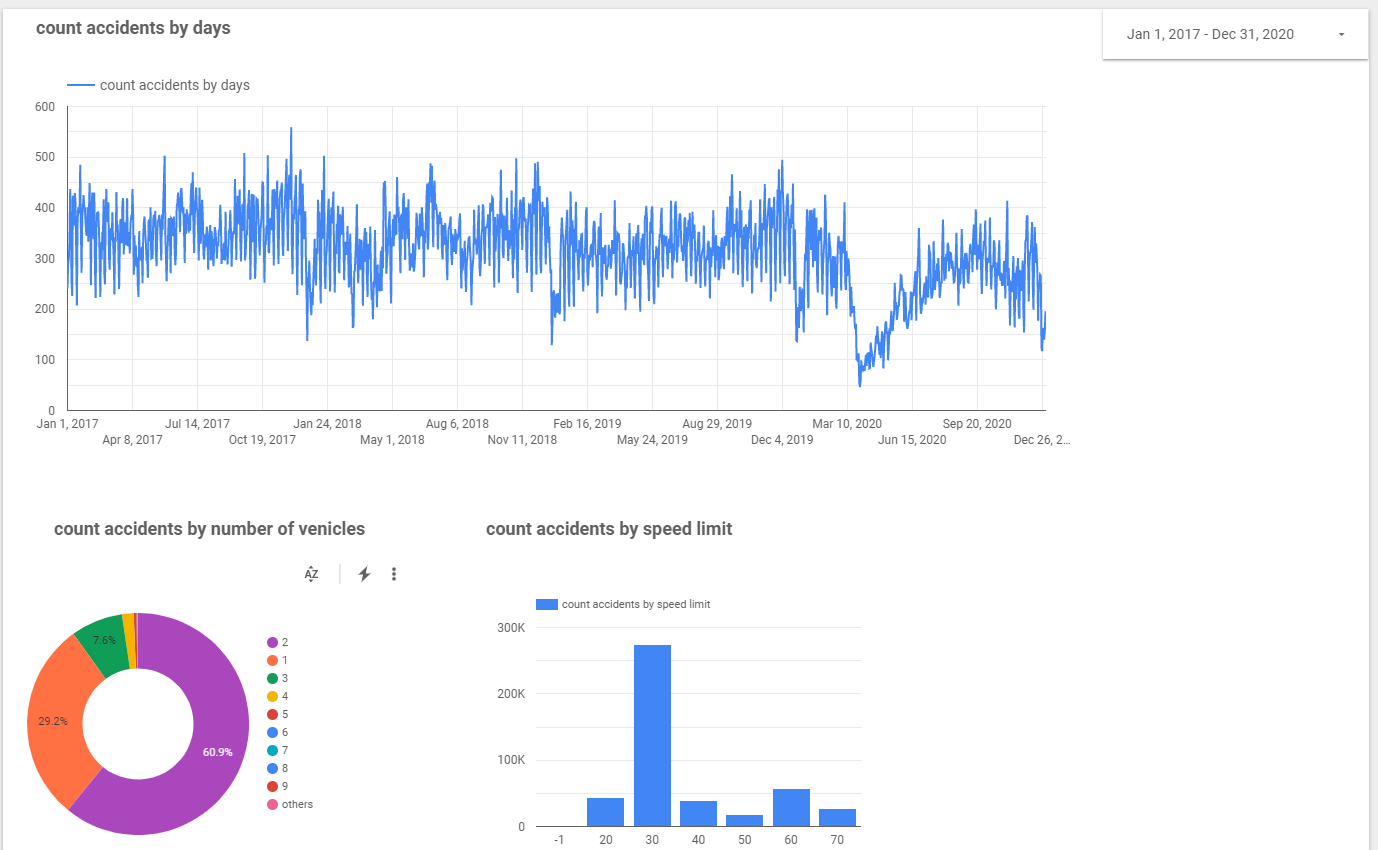 count accidents by days
Jan 1, 2017 - Dec 31, 2020
count accidents by days
600
500
400
300
200
100
0
Jan 1, 2017
Apr 8, 2017
Jul 14, 2017
Oct 19, 2017
Jan 24, 2018
May 1, 2018
Aug 6, 2018
Nov 11, 2018
Feb 16, 2019
May 24, 2019
Aug 29, 2019
Dec 4, 2019
Mar 10, 2020
Jun 15, 2020
Sep 20, 2020
Dec 26, 2...
count accidents by number of venicles
AZ
7.6%
29.2%
60.9%
2
1
3
4
5
6
7
8
9
others
count accidents by speed limit
count accidents by speed limit
300K
200K
100K
0
-1 20 30 40 50 60 70